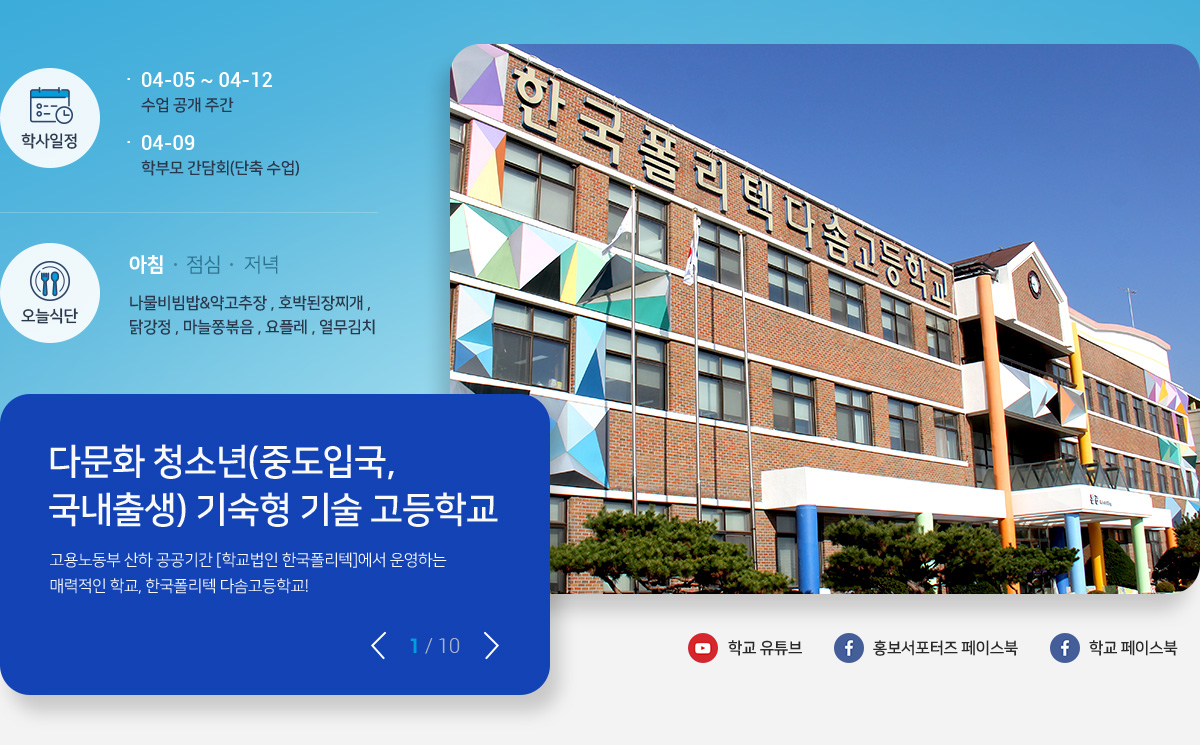 학사일정
· 04-05 ~ 04-12
수업 공개 주간
· 04-09
학부모 간담회(단축 수업)
오늘식단
아침 · 점심 · 저녁
나물비빔밥&약고추장 , 호박된장찌개 ,
닭강정 , 마늘쫑볶음 , 요플레 , 열무김치
한국폴리텍다솜고등학교
다문화 청소년(중도입국,
국내출생) 기숙형 기술 고등학교
고용노동부 산하 공공기간 [학교법인 한국폴리텍]에서 운영하는
매력적인 학교, 한국폴리텍 다솜고등학교!
1 / 10
학교 유튜브
홍보서포터즈 페이스북
학교 페이스북